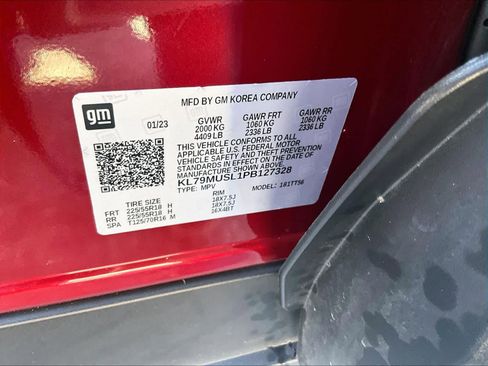 MFD BY GM KOREA COMPANY
gm
01/23 GVWR GAWR FRT GAWR RR
2000 KG 1060 KG 1060 KG
4409 LB 2336 LB 2336 LB
THIS VEHICLE CONFORMS TO ALL
APPLICABLE U.S. FEDERAL MOTOR
VEHICLE SAFETY AND THEFT PREVENTION
STANDARDS IN EFFECT ON THE DATE OF
MANUFACTURE SHOWN ABOVE.
KL79MUSL1PB127328
TYPE: MPV MODEL: 181TT56
TIRE SIZE RIM
FRT 225/55R18 H 18X7.5J
RR 225/55R18 H 18X7.5J
SPA T125/70R16 M 16X4BT